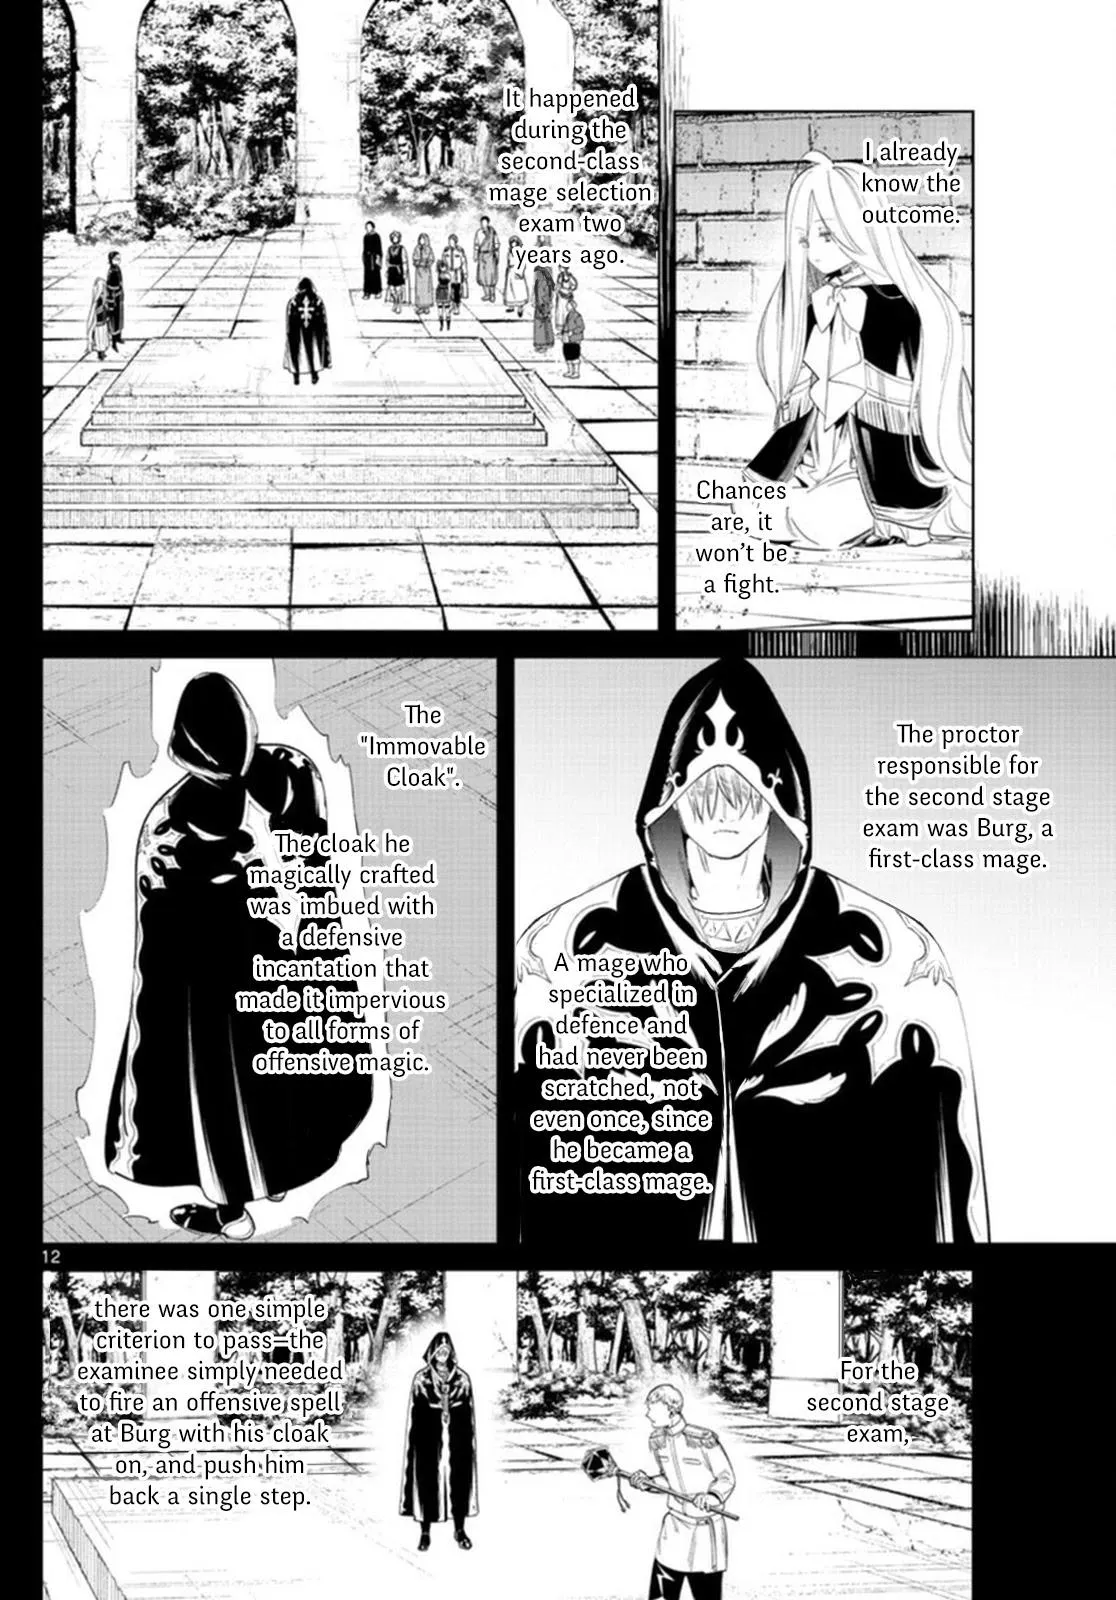 I already
know the
outcome.
Chances
are, it
won't be
a fight.
It happened
during the
second-class
mage selection
exam two
years ago.
The proctor
responsible for
the second stage
exam was Burg, a
first-class mage.
A mage who
specialized in
defence and
had never been
scratched, not
even once, since
he became a
first-class mage.
The
"Immovable
Cloak".
The cloak he
magically crafted
was imbued with
a defensive
incantation that
made it impervious
to all forms of
offensive magic.
12
For the
second stage
exam,
there was one simple
criterion to pass—the
examinee simply needed
to fire an offensive spell
at Burg with his cloak
on, and push him
back a single step.